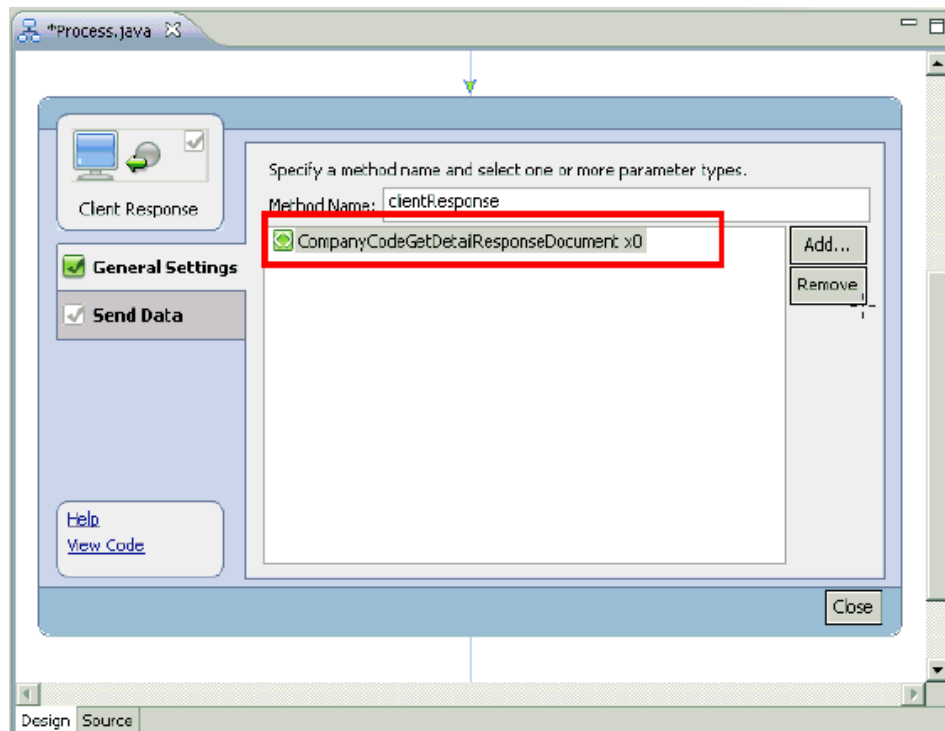 *Process.java
Specify a method name and select one or more parameter types.
Client Response
Method Name: clientResponse
CompanyCodeGetDetailResponseDocument x0
Add...
General Settings
Remove
Send Data
Help
View Code
Close
Design Source